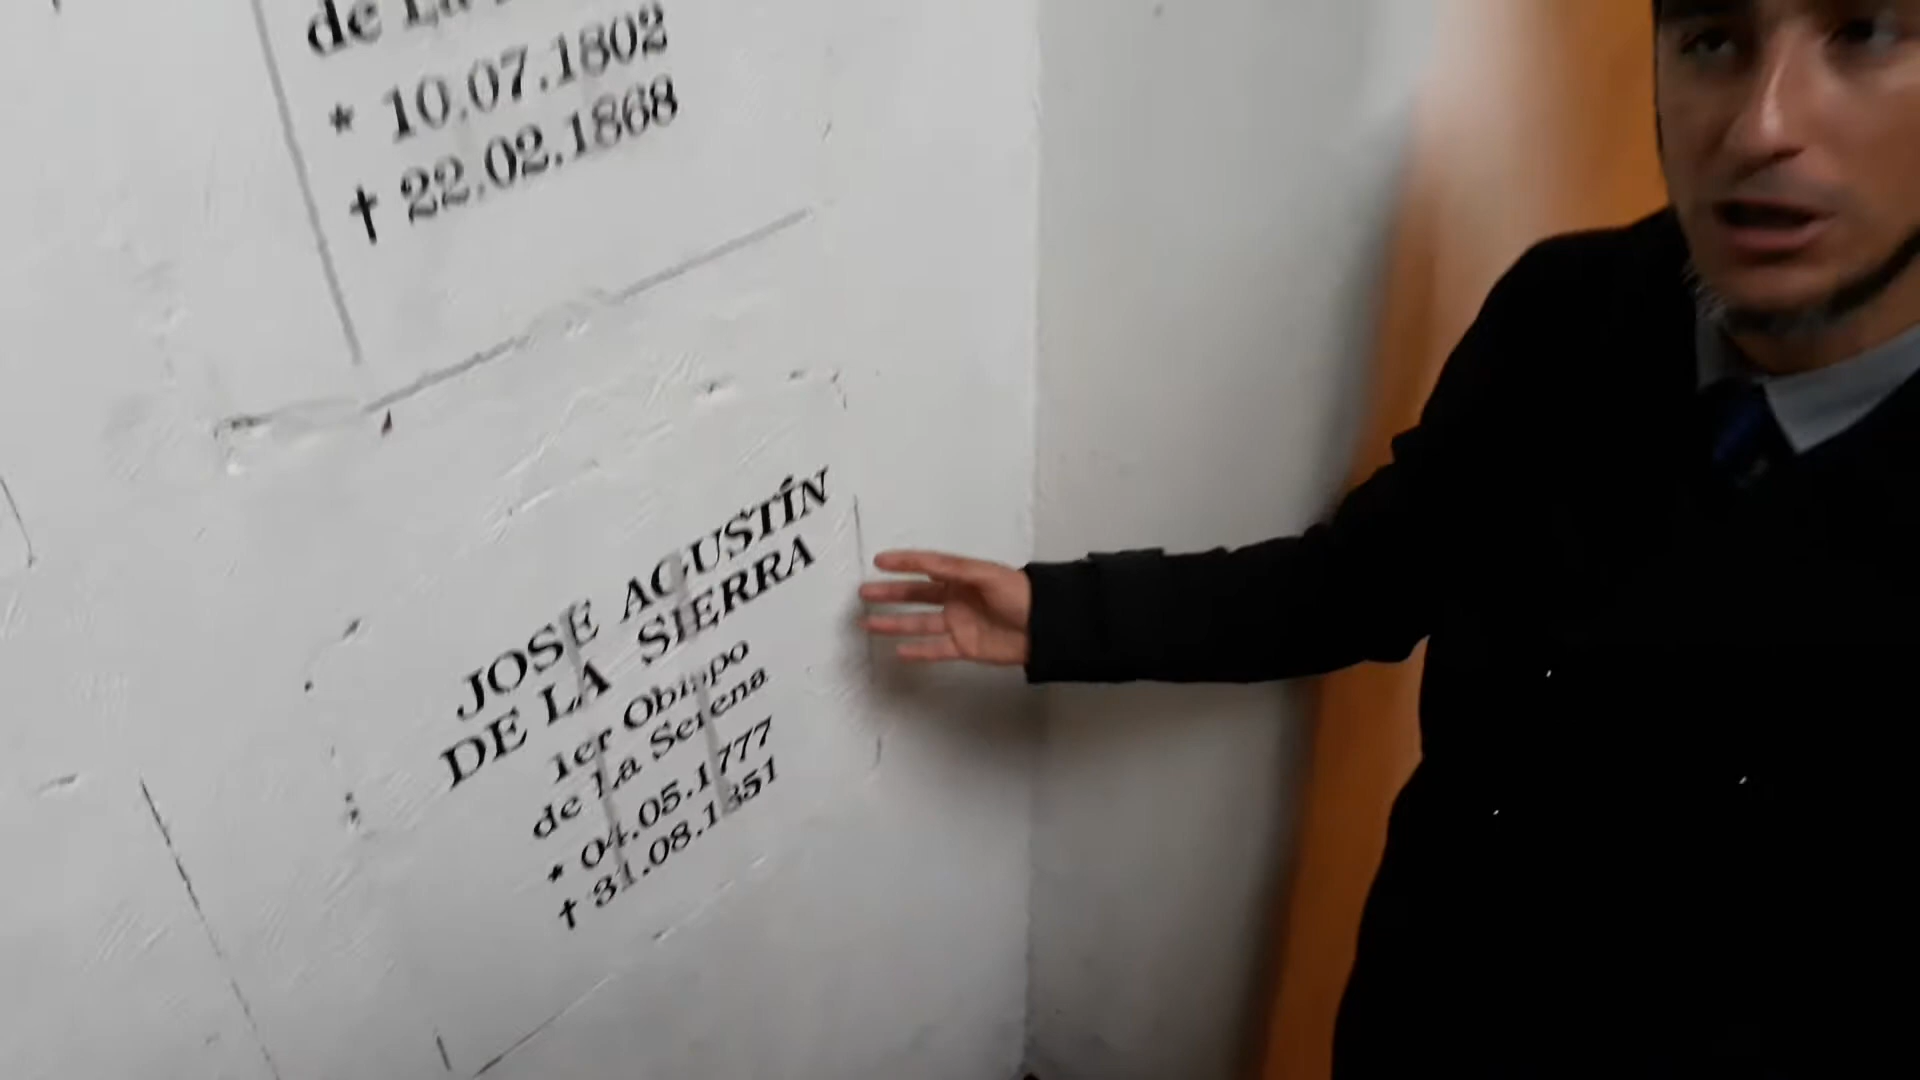 de La
* 10.07.1802
† 22.02.1868
JOSE AGUSTÍN
DE LA SIERRA
1er Obispo
de La Serena
* 04.05.1777
† 31.08.1851